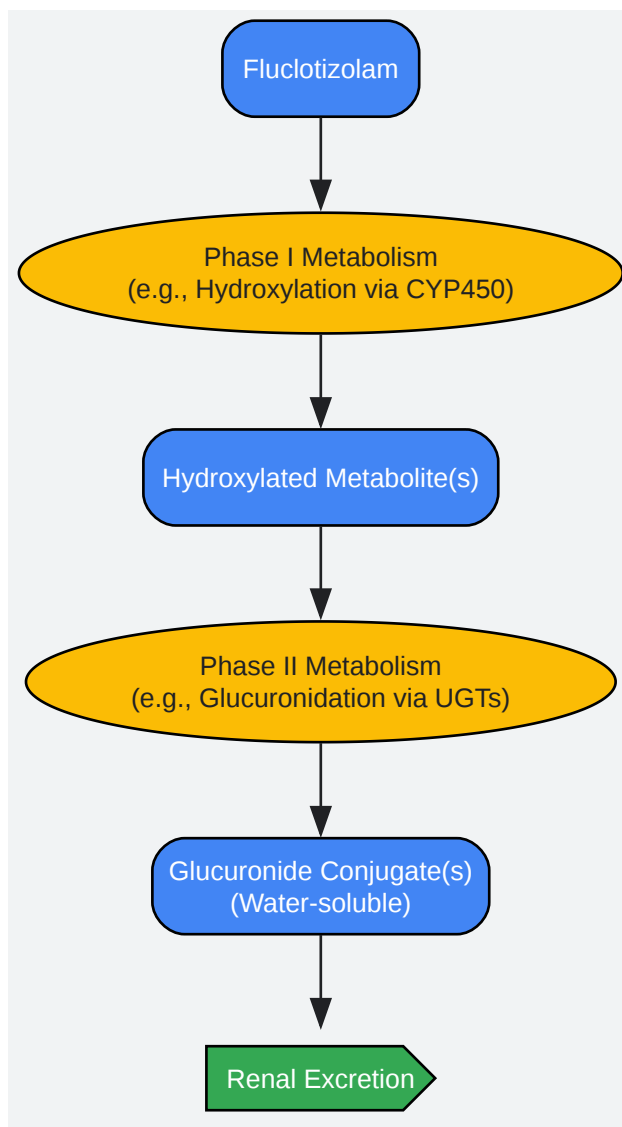 Fluclotizolam
Phase I Metabolism
(e.g., Hydroxylation via CYP450)
Hydroxylated Metabolite(s)
Phase II Metabolism
(e.g., Glucuronidation via UGTs)
Glucuronide Conjugate(s)
(Water-soluble)
Renal Excretion